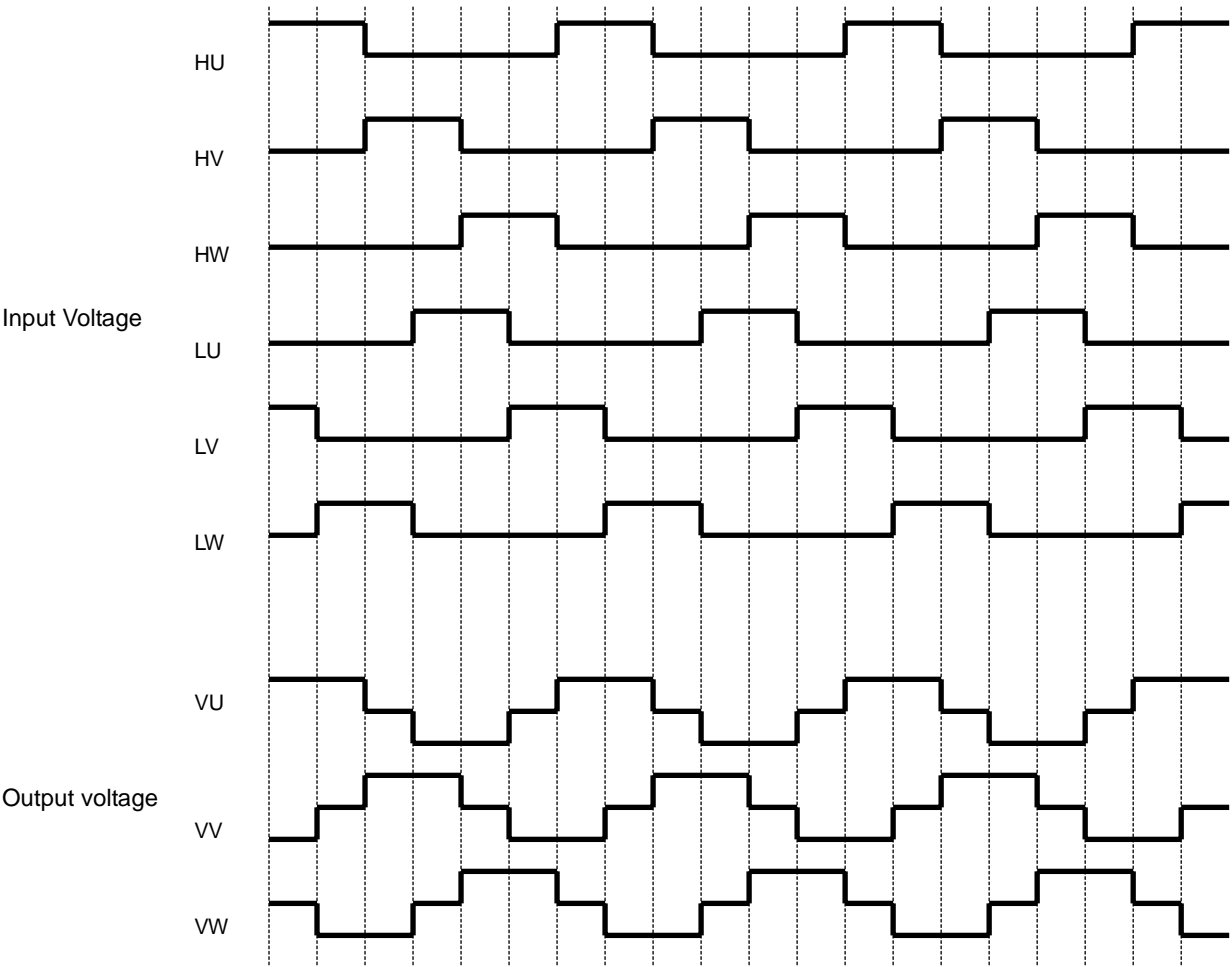 HU
HV
HW
Input Voltage
LU
LV
LW
VU
Output voltage
VV
VW